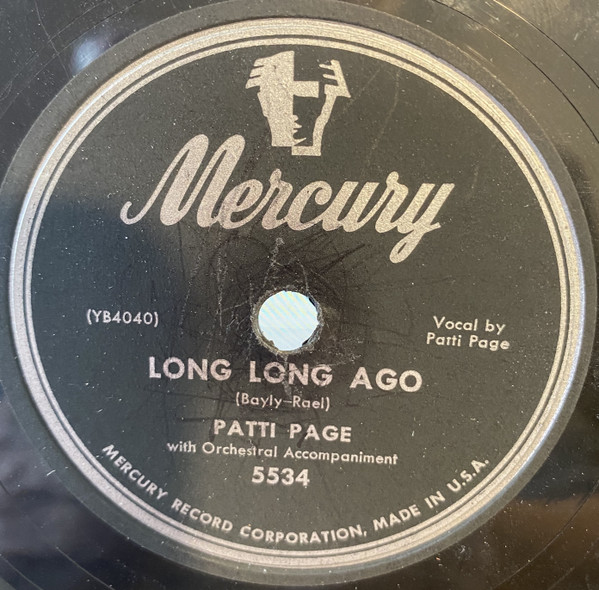 Mercury
(YB4040)
Vocal by
Patti Page
LONG LONG AGO
(Bayly-Rael)
PATTI PAGE
with Orchestral Accompaniment
5534
MERCURY RECORD CORPORATION, MADE IN U.S.A.